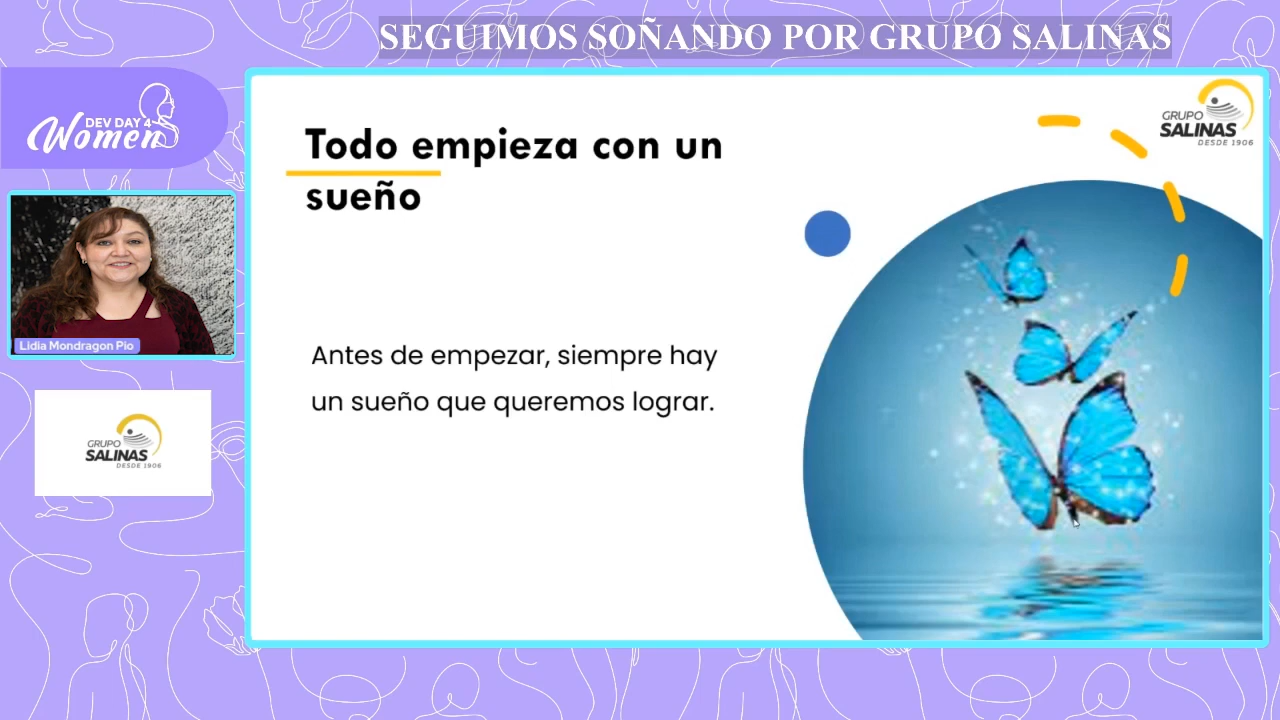 SEGUIMOS SOÑANDO POR GRUPO SALINAS
DEV DAY 4
Women
Lidia Mondragon Pio
GRUPO
SALINAS
DESDE 1906
Todo empieza con un
sueño
Antes de empezar, siempre hay
un sueño que queremos lograr.
GRUPO
SALINAS
DESDE 1906